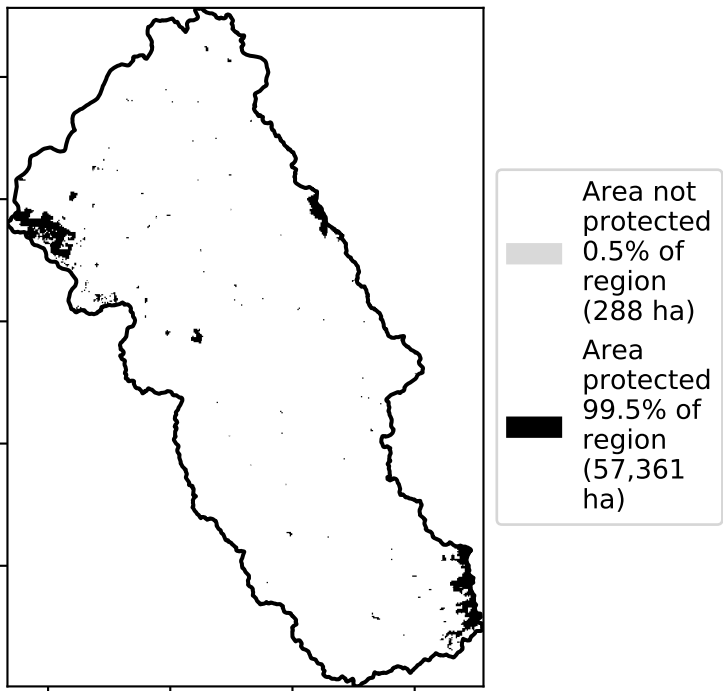 Area not
protected
0.5% of
region
(288 ha)
Area
protected
99.5% of
region
(57,361
ha)